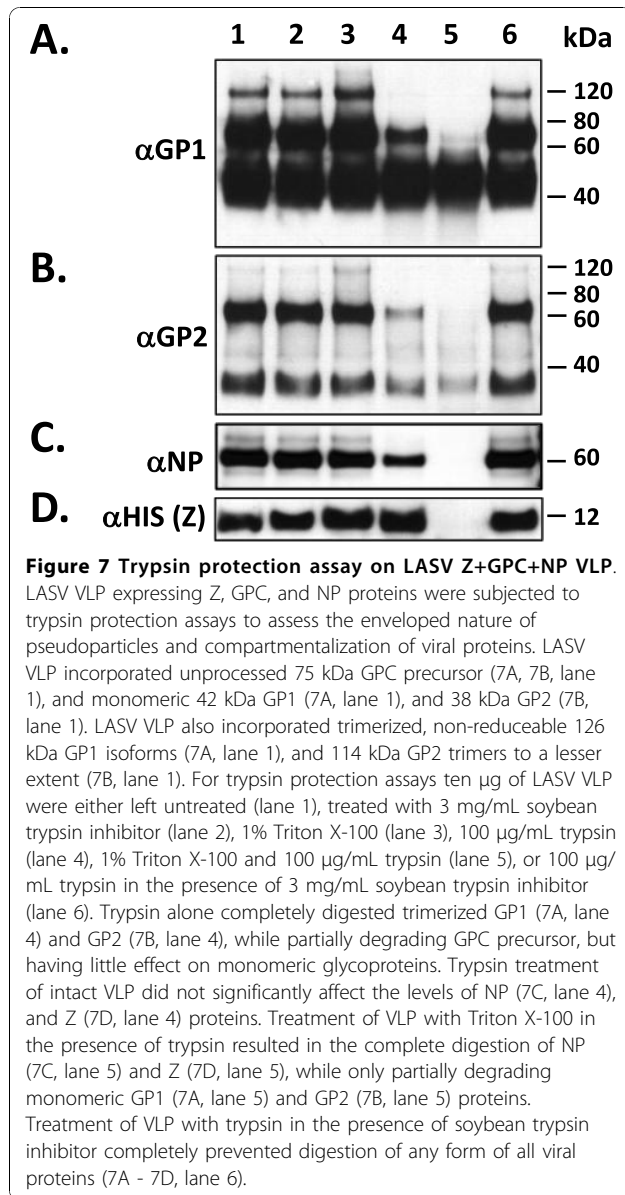 A. 1 2 3 4 5 6 kDa
120
80
αGP1
60
40
B.
120
80
60
αGP2
40
C.
αNP
60
D. αHIS (Z)
12
Figure 7 Trypsin protection assay on LASV Z+GPC+NP VLP.
LASV VLP expressing Z, GPC, and NP proteins were subjected to
trypsin protection assays to assess the enveloped nature of
pseudoparticles and compartmentalization of viral proteins. LASV
VLP incorporated unprocessed 75 kDa GPC precursor (7A, 7B, lane
1), and monomeric 42 kDa GP1 (7A, lane 1), and 38 kDa GP2 (7B,
lane 1). LASV VLP also incorporated trimerized, non-reduceable 126
kDa GP1 isoforms (7A, lane 1), and 114 kDa GP2 trimers to a lesser
extent (7B, lane 1). For trypsin protection assays ten μg of LASV VLP
were either left untreated (lane 1), treated with 3 mg/mL soybean
trypsin inhibitor (lane 2), 1% Triton X-100 (lane 3), 100 μg/mL trypsin
(lane 4), 1% Triton X-100 and 100 μg/mL trypsin (lane 5), or 100 μg/
mL trypsin in the presence of 3 mg/mL soybean trypsin inhibitor
(lane 6). Trypsin alone completely digested trimerized GP1 (7A, lane
4) and GP2 (7B, lane 4), while partially degrading GPC precursor, but
having little effect on monomeric glycoproteins. Trypsin treatment
of intact VLP did not significantly affect the levels of NP (7C, lane 4),
and Z (7D, lane 4) proteins. Treatment of VLP with Triton X-100 in
the presence of trypsin resulted in the complete digestion of NP
(7C, lane 5) and Z (7D, lane 5), while only partially degrading
monomeric GP1 (7A, lane 5) and GP2 (7B, lane 5) proteins.
Treatment of VLP with trypsin in the presence of soybean trypsin
inhibitor completely prevented digestion of any form of all viral
proteins (7A - 7D, lane 6).